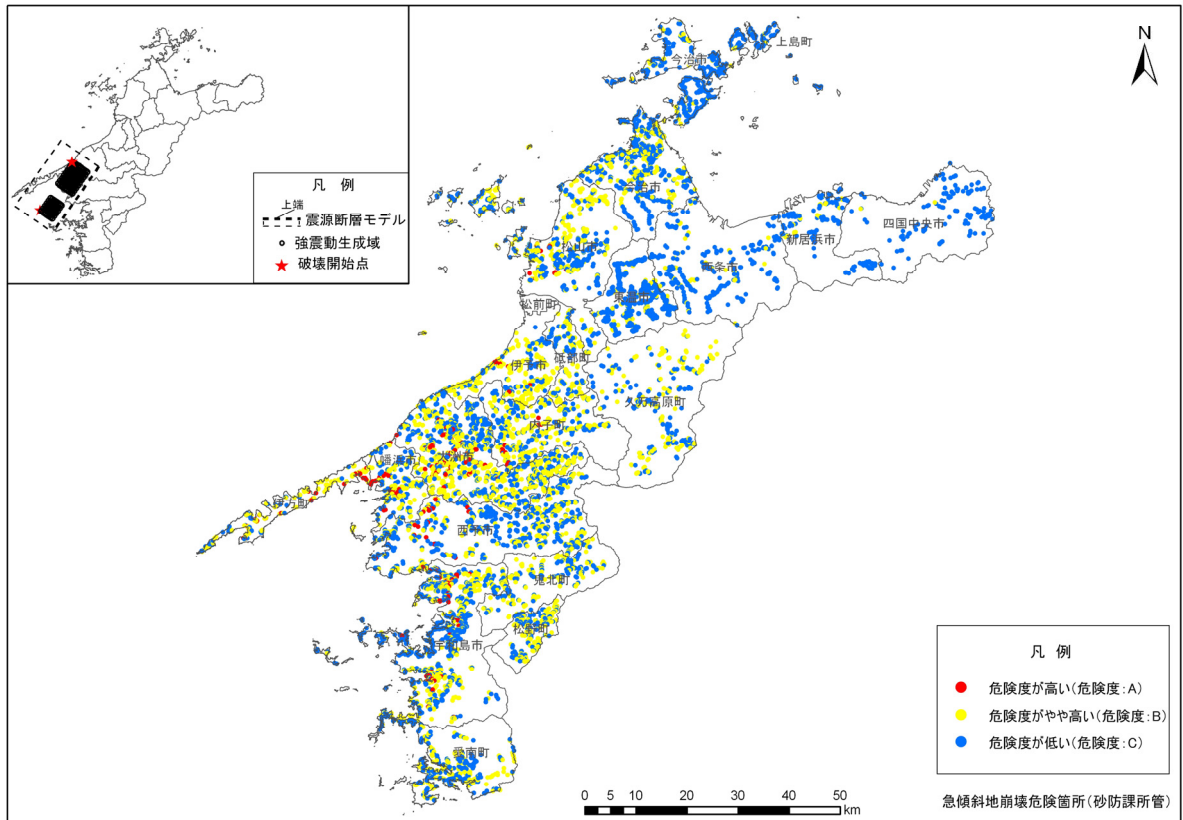 凡 例
上端
震源断層モデル
強震動生成域
破壊開始点
N
上島町
今治市
今治市
四国中央市
新居浜市
松山市
西条市
東温市
松前町
砥部町
伊予市
久万高原町
内子町
大洲市
八幡浜市
伊方町
西予市
鬼北町
松野町
宇和島市
愛南町
凡 例
危険度が高い(危険度:A)
危険度がやや高い(危険度:B)
危険度が低い(危険度:C)
0 5 10 20 30 40 50
km
急傾斜地崩壊危険箇所(砂防課所管)